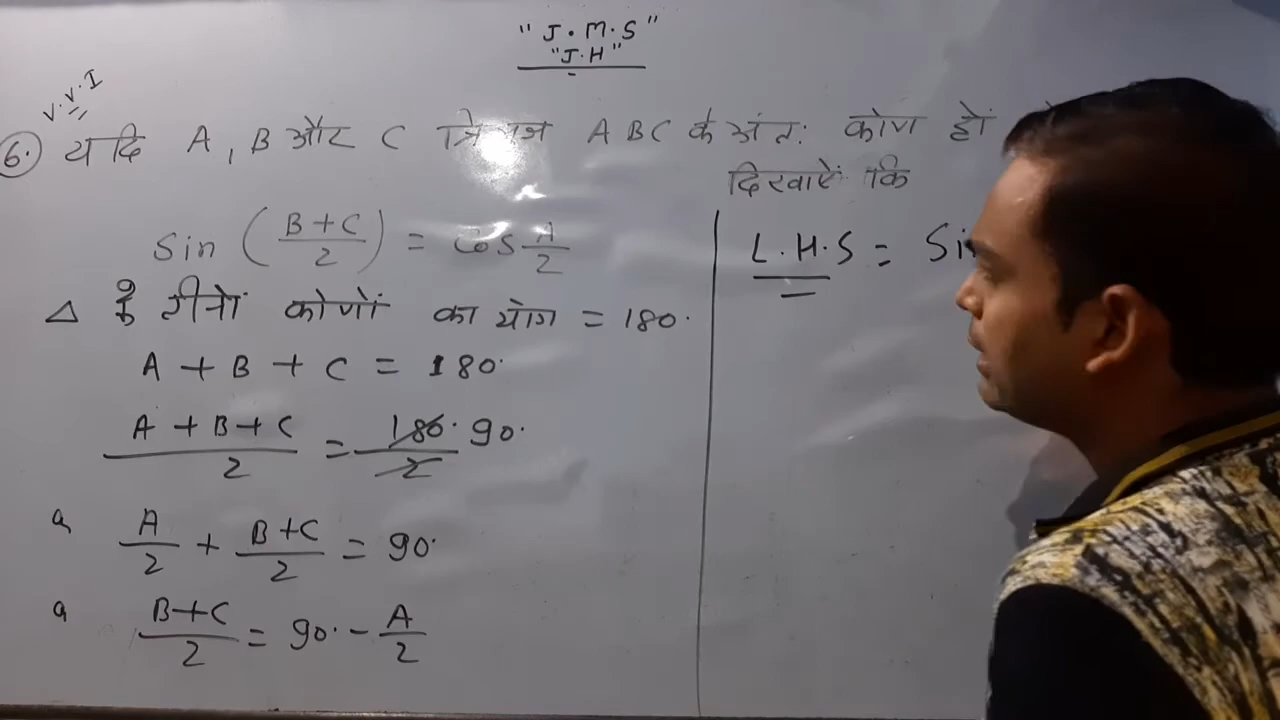 "J.M.S"
"J.H"
V.V.I
6. यदि A, B और C त्रिभुज ABC के अंत: कोण हों
दिखाऐं कि
Sin (B+C/2) = Cos A/2
Δ के तीनों कोणों का योग = 180°
A + B + C = 180°
A + B + C/2 = 180°/2 90°
A/2 + B+C/2 = 90°
B+C/2 = 90° - A/2
L.H.S = Sin